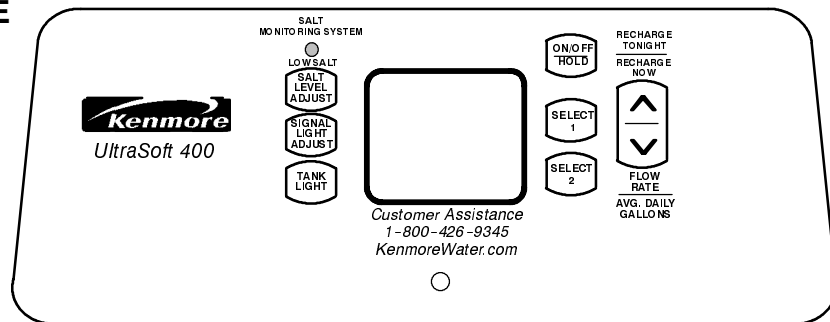 E
SALT
MONITORING SYSTEM
LOW SALT
SALT
LEVEL
ADJUST
SIGNAL
LIGHT
ADJUST
TANK
LIGHT
Kenmore
UltraSoft 400
Customer Assistance
1-800-426-9345
KenmoreWater.com
ON/OFF
HOLD
SELECT
1
SELECT
2
RECHARGE
TONIGHT
RECHARGE
NOW
FLOW
RATE
AVG. DAILY
GALLONS